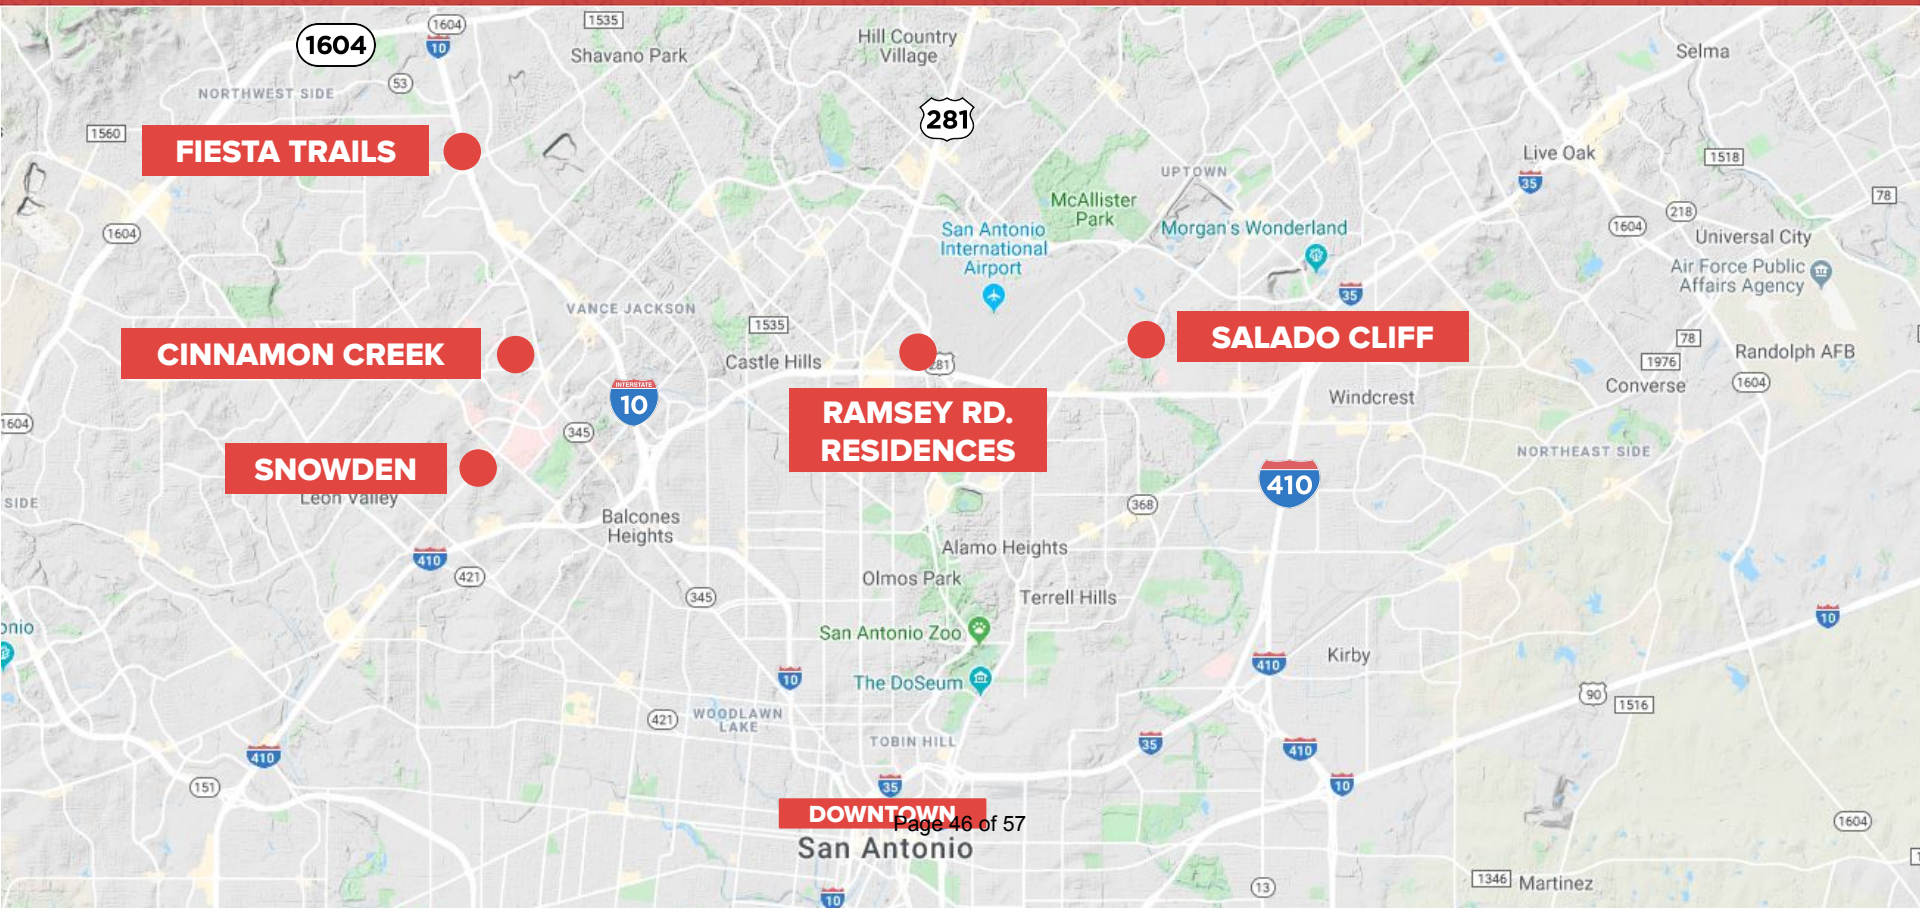 1604
1535
1604
10
Shavano Park
Hill Country
Village
Selma
53
NORTHWEST SIDE
281
1560
FIESTA TRAILS
Live Oak
1518
UPTOWN
35
78
McAllister
Park
218
1604
1604
San Antonio
International
Airport
Morgan's Wonderland
Universal City
Air Force Public
Affairs Agency
35
VANCE JACKSON
1535
SALADO CLIFF
78
CINNAMON CREEK
Castle Hills
281
1976
Randolph AFB
Converse
1604
INTERSTATE
10
Windcrest
RAMSEY RD.
RESIDENCES
1604
345
NORTHEAST SIDE
SNOWDEN
Leon Valley
410
SIDE
368
Balcones
Heights
Alamo Heights
410
421
Olmos Park
345
Terrell Hills
10
onio
San Antonio Zoo
Kirby
410
10
The DoSeum
90
1516
421
WOODLAWN
LAKE
TOBIN HILL
35
410
410
151
35
10
DOWNTOWN
Page 46 of 57
San Antonio
1604
1346
Martinez
13
10